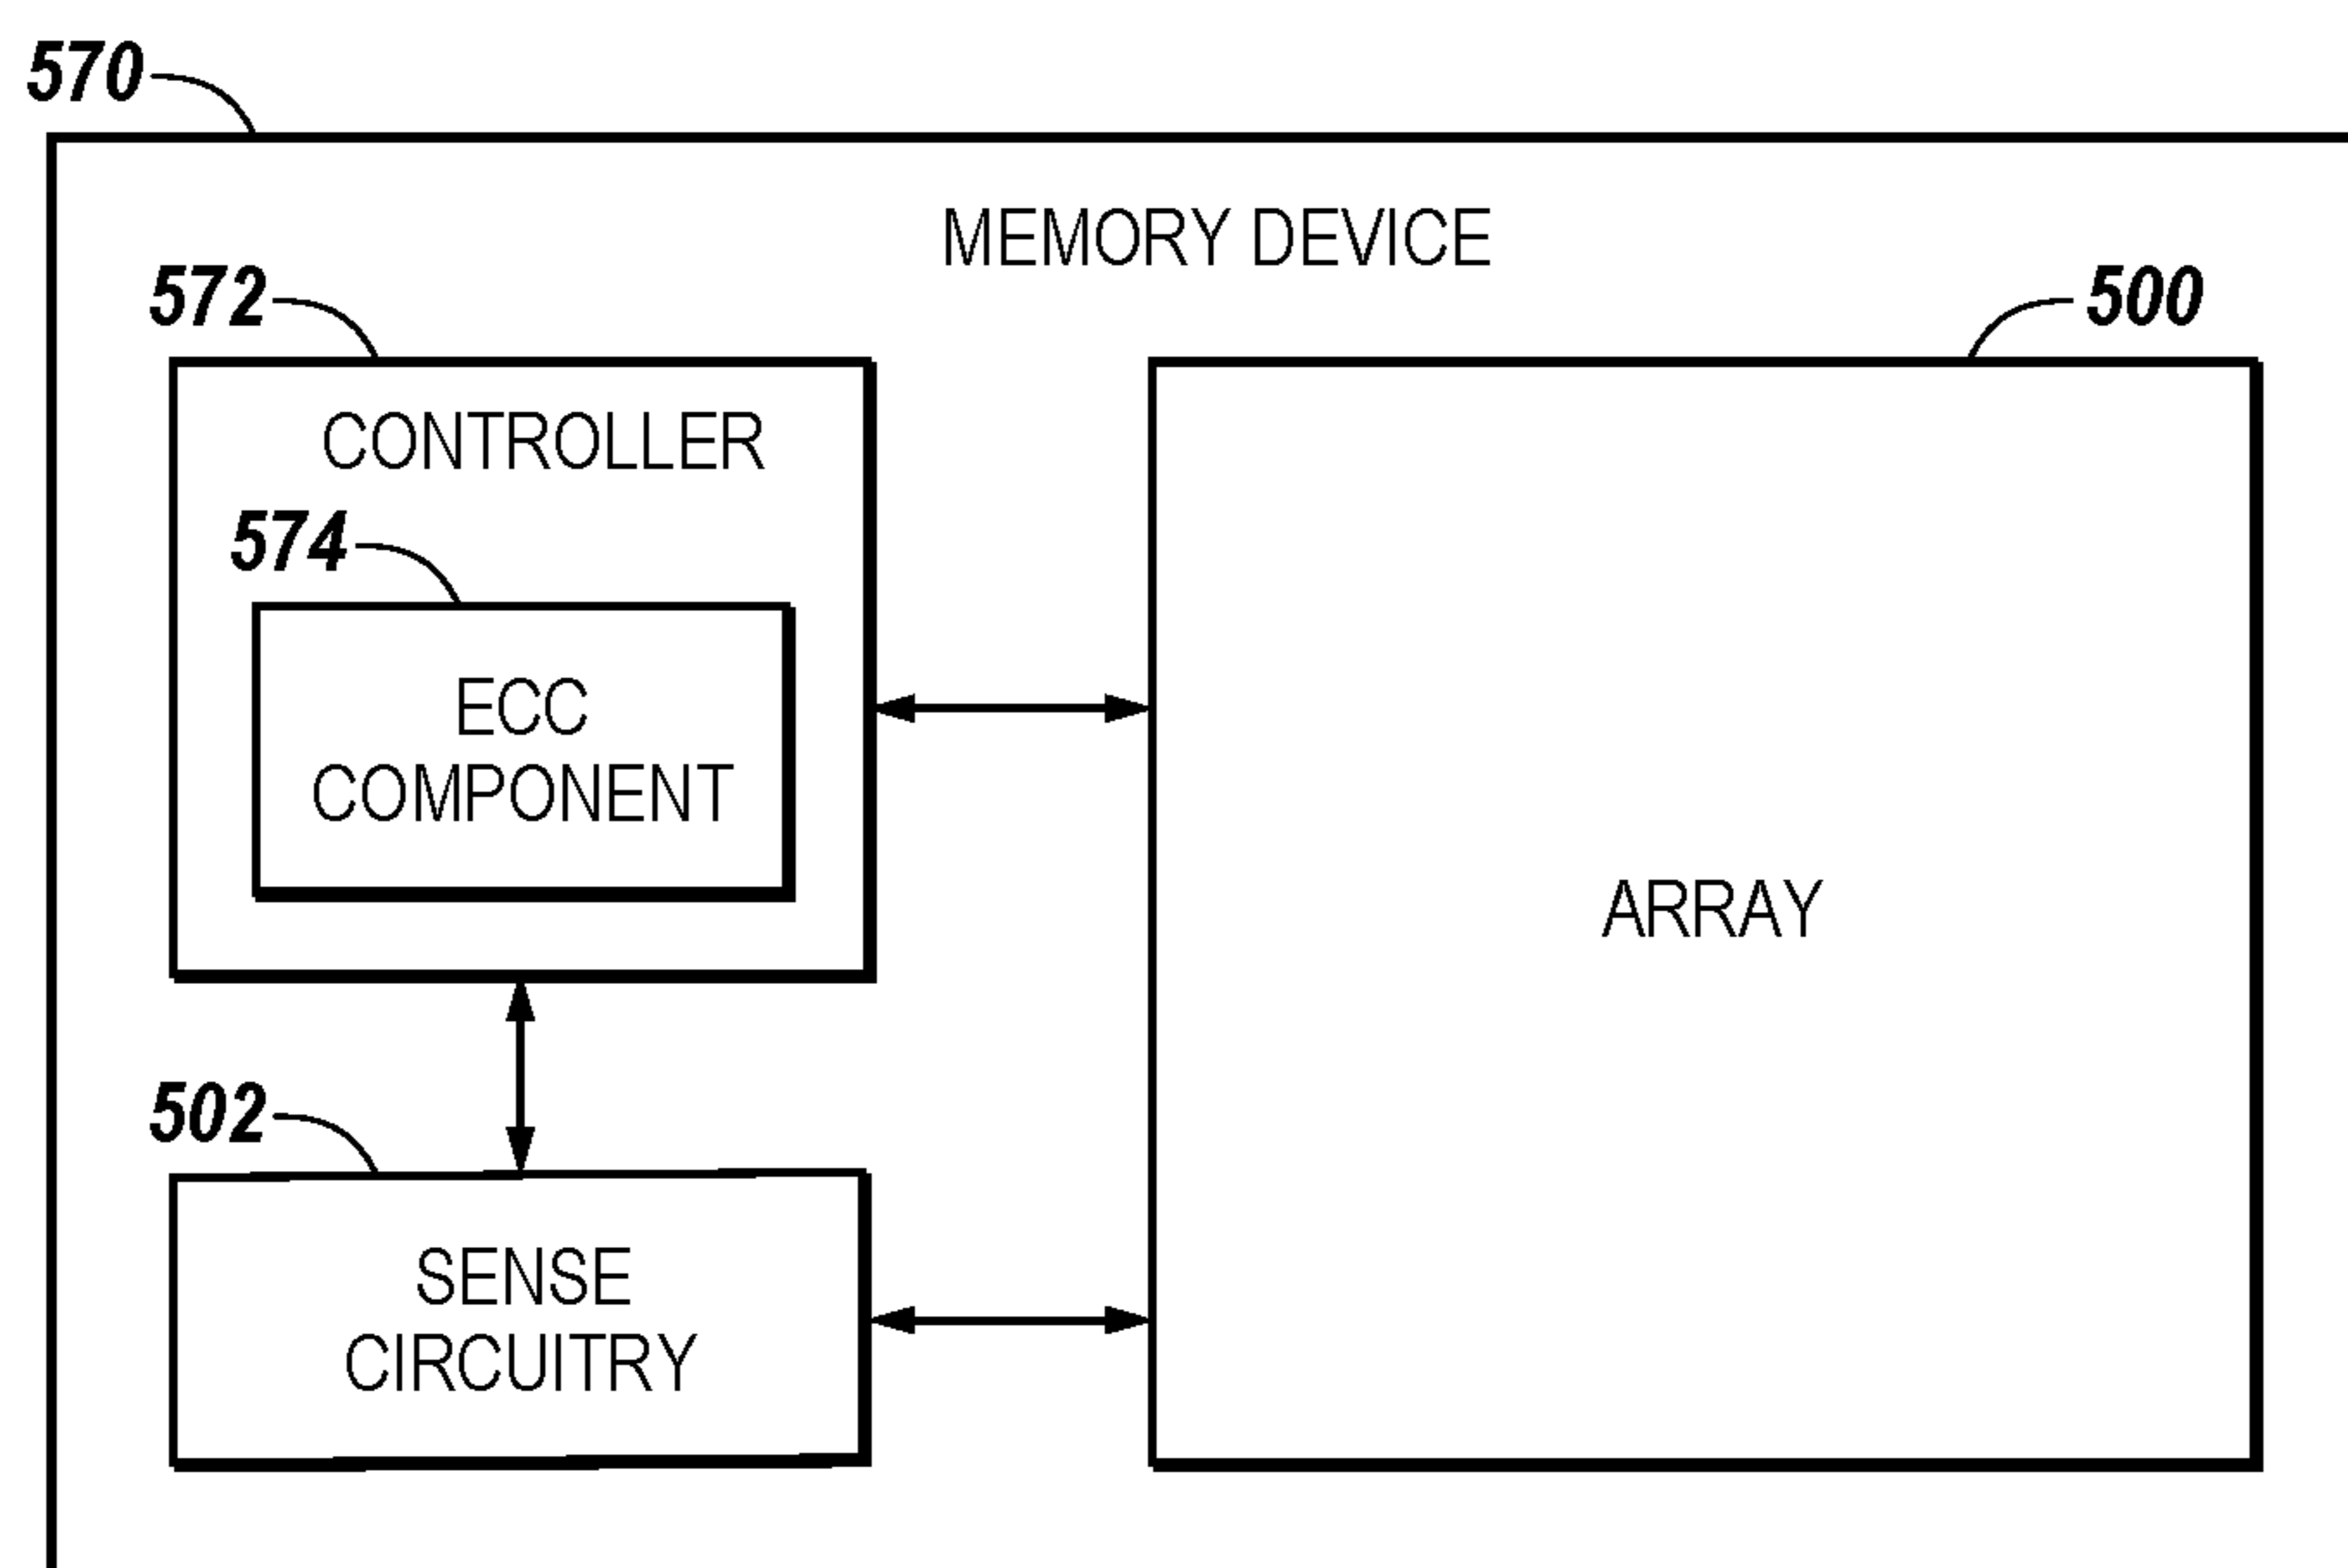 570
MEMORY DEVICE
572
500
CONTROLLER
574
ECC
COMPONENT
ARRAY
502
SENSE
CIRCUITRY